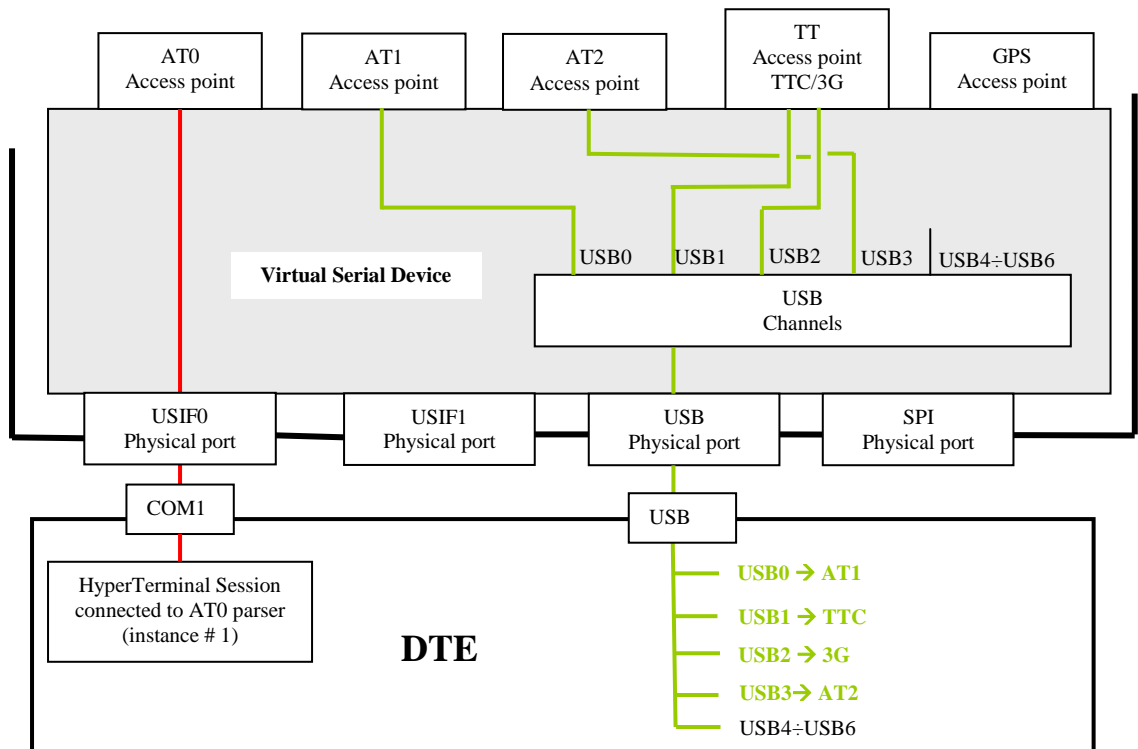 AT0
Access point
AT1
Access point
AT2
Access point
TT
Access point
TTC/3G
GPS
Access point
Virtual Serial Device
USB0
USB1
USB2
USB3
USB4÷USB6
USB
Channels
USIF0
Physical port
USIF1
Physical port
USB
Physical port
SPI
Physical port
COM1
USB
HyperTerminal Session
connected to AT0 parser
(instance # 1)
DTE
USB0 → AT1
USB1 → TTC
USB2 → 3G
USB3→ AT2
USB4÷USB6